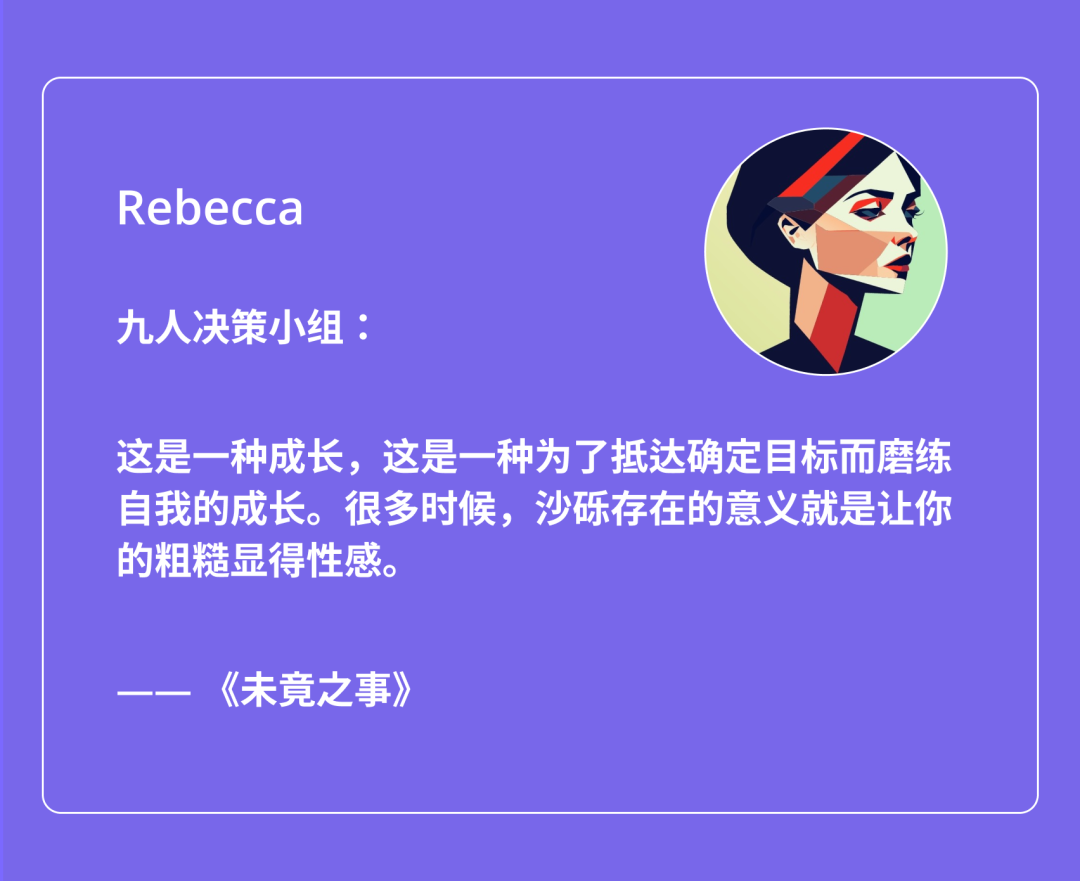 Rebecca
九人决策小组：
这是一种成长，这是一种为了抵达确定目标而磨练
自我的成长。很多时候，沙砾存在的意义就是让你
的粗糙显得性感。
—— 《未竟之事》